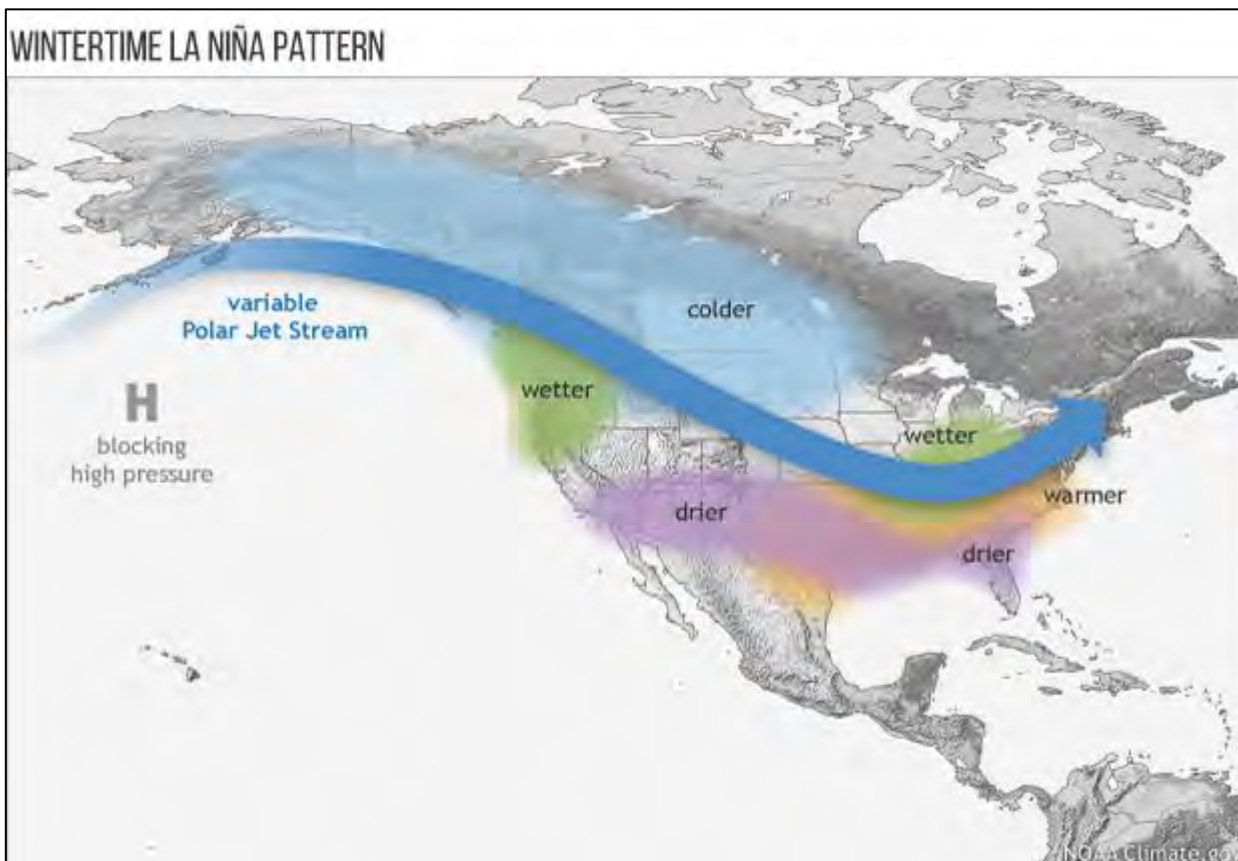 WINTERTIME LA NIÑA PATTERN
variable
Polar Jet Stream
colder
wetter
H
blocking
high pressure
wetter
warmer
drier
drier
NOAA Climate.gov